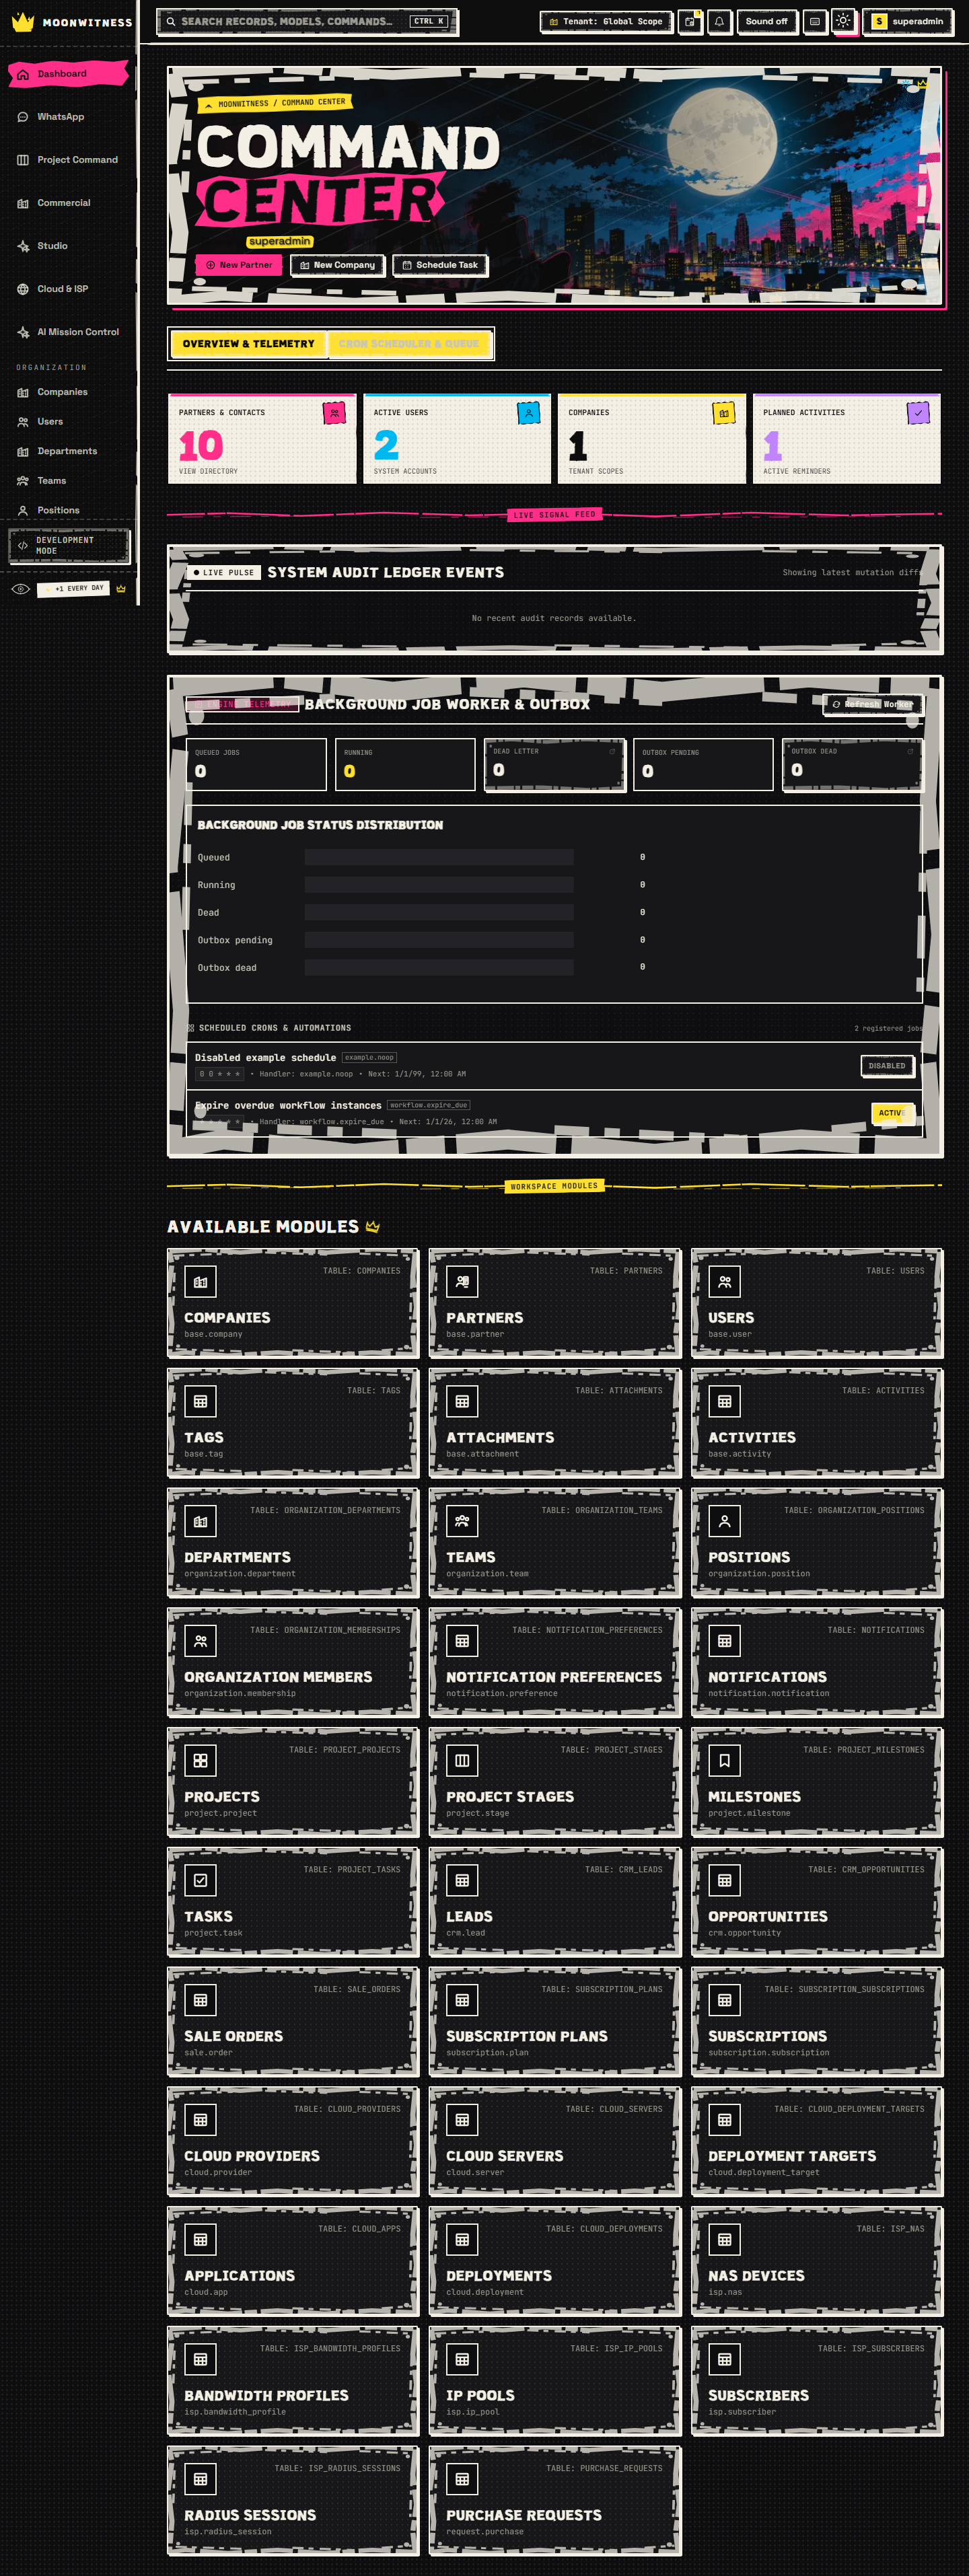 MOONWITNESS
SEARCH RECORDS, MODELS, COMMANDS...
CTRL K
Tenant: Global Scope
Sound off
S
superadmin
Dashboard
WhatsApp
Project Command
Commercial
Studio
Cloud & ISP
AI Mission Control
ORGANIZATION
Companies
Users
Departments
Teams
Positions
DEVELOPMENT
MODE
+1 EVERY DAY
MOONWITNESS / COMMAND CENTER
COMMAND
CENTER
superadmin
New Partner
New Company
Schedule Task
OVERVIEW & TELEMETRY
CRON SCHEDULER & QUEUE
PARTNERS & CONTACTS
10
VIEW DIRECTORY
ACTIVE USERS
2
SYSTEM ACCOUNTS
COMPANIES
1
TENANT SCOPES
PLANNED ACTIVITIES
1
ACTIVE REMINDERS
LIVE SIGNAL FEED
LIVE PULSE
SYSTEM AUDIT LEDGER EVENTS
Showing latest mutation diffs
No recent audit records available.
ENGINE TELEMETRY
BACKGROUND JOB WORKER & OUTBOX
Refresh Worker
QUEUED JOBS
0
RUNNING
0
DEAD LETTER
0
OUTBOX PENDING
0
OUTBOX DEAD
0
BACKGROUND JOB STATUS DISTRIBUTION
Queued 0
Running 0
Dead 0
Outbox pending 0
Outbox dead 0
SCHEDULED CRONS & AUTOMATIONS
2 registered jobs
Disabled example schedule example.noop
0 0 * * * • Handler: example.noop • Next: 1/1/99, 12:00 AM
DISABLED
Expire overdue workflow instances workflow.expire_due
* * * * • Handler: workflow.expire_due • Next: 1/1/26, 12:00 AM
ACTIVE
WORKSPACE MODULES
AVAILABLE MODULES
TABLE: COMPANIES
COMPANIES
base.company
TABLE: PARTNERS
PARTNERS
base.partner
TABLE: USERS
USERS
base.user
TABLE: TAGS
TAGS
base.tag
TABLE: ATTACHMENTS
ATTACHMENTS
base.attachment
TABLE: ACTIVITIES
ACTIVITIES
base.activity
TABLE: ORGANIZATION_DEPARTMENTS
DEPARTMENTS
organization.department
TABLE: ORGANIZATION_TEAMS
TEAMS
organization.team
TABLE: ORGANIZATION_POSITIONS
POSITIONS
organization.position
TABLE: ORGANIZATION_MEMBERSHIPS
ORGANIZATION MEMBERS
organization.membership
TABLE: NOTIFICATION_PREFERENCES
NOTIFICATION PREFERENCES
notification.preference
TABLE: NOTIFICATIONS
NOTIFICATIONS
notification.notification
TABLE: PROJECT_PROJECTS
PROJECTS
project.project
TABLE: PROJECT_STAGES
PROJECT STAGES
project.stage
TABLE: PROJECT_MILESTONES
MILESTONES
project.milestone
TABLE: PROJECT_TASKS
TASKS
project.task
TABLE: CRM_LEADS
LEADS
crm.lead
TABLE: CRM_OPPORTUNITIES
OPPORTUNITIES
crm.opportunity
TABLE: SALE_ORDERS
SALE ORDERS
sale.order
TABLE: SUBSCRIPTION_PLANS
SUBSCRIPTION PLANS
subscription.plan
TABLE: SUBSCRIPTION_SUBSCRIPTIONS
SUBSCRIPTIONS
subscription.subscription
TABLE: CLOUD_PROVIDERS
CLOUD PROVIDERS
cloud.provider
TABLE: CLOUD_SERVERS
CLOUD SERVERS
cloud.server
TABLE: CLOUD_DEPLOYMENT_TARGETS
DEPLOYMENT TARGETS
cloud.deployment_target
TABLE: CLOUD_APPS
APPLICATIONS
cloud.app
TABLE: CLOUD_DEPLOYMENTS
DEPLOYMENTS
cloud.deployment
TABLE: ISP_NAS
NAS DEVICES
isp.nas
TABLE: ISP_BANDWIDTH_PROFILES
BANDWIDTH PROFILES
isp.bandwidth_profile
TABLE: ISP_IP_POOLS
IP POOLS
isp.ip_pool
TABLE: ISP_SUBSCRIBERS
SUBSCRIBERS
isp.subscriber
TABLE: ISP_RADIUS_SESSIONS
RADIUS SESSIONS
isp.radius_session
TABLE: PURCHASE_REQUESTS
PURCHASE REQUESTS
request.purchase